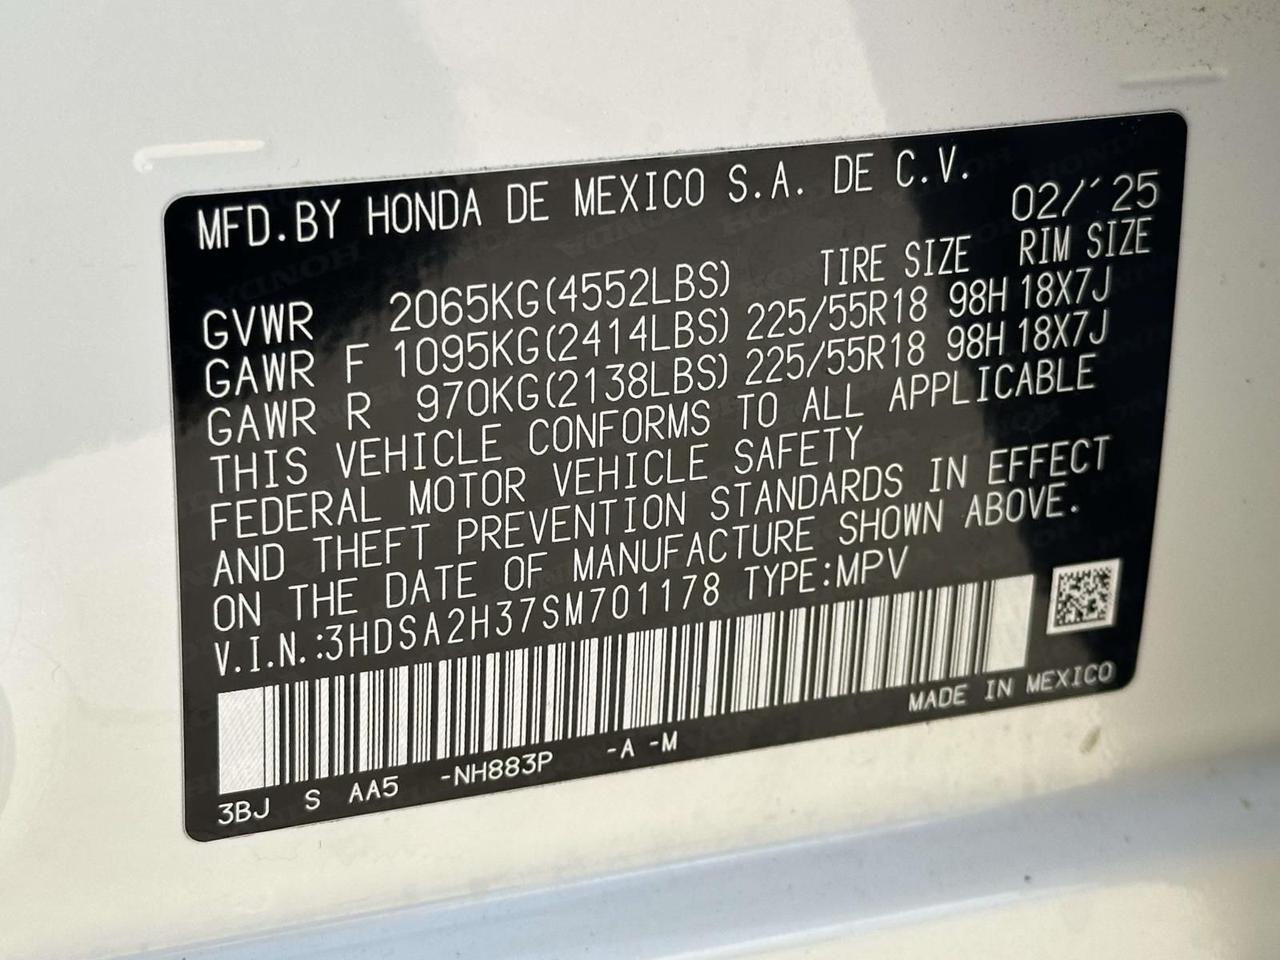 MFD.BY HONDA DE MEXICO S.A. DE C.V.
02/'25
TIRE SIZE RIM SIZE
GVWR 2065KG(4552LBS)
GAWR F 1095KG(2414LBS) 225/55R18 98H 18X7J
GAWR R 970KG(2138LBS) 225/55R18 98H 18X7J
THIS VEHICLE CONFORMS TO ALL APPLICABLE
FEDERAL MOTOR VEHICLE SAFETY
AND THEFT PREVENTION STANDARDS IN EFFECT
ON THE DATE OF MANUFACTURE SHOWN ABOVE.
V.I.N.:3HDSA2H37SM701178 TYPE:MPV
MADE IN MEXICO
3BJ S AA5 -NH883P -A -M